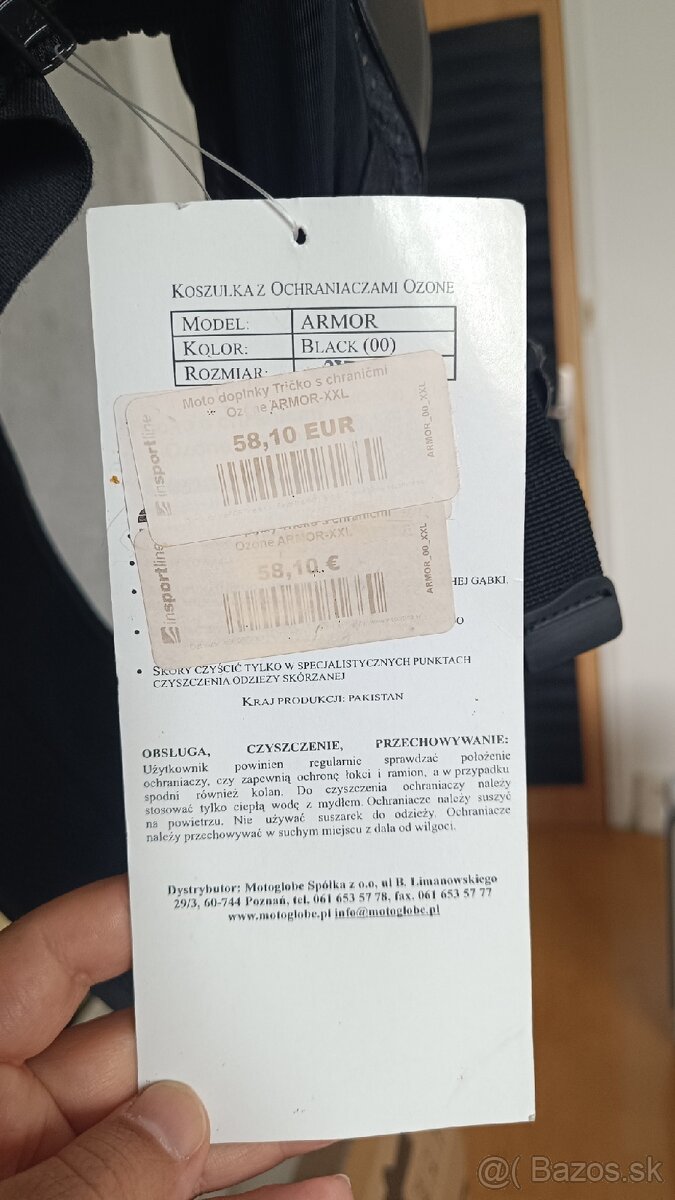 KOSZULKA Z OCHRANIACZAMI OZONE
MODEL: ARMOR
KOLOR: BLACK (00)
ROZMIAR:
Moto doplnky Tričko s chraničmi
Ozone ARMOR-XXL
58,10 EUR
insportline
ARMOR_00_XXL
Tričko s chraničmi
Ozone ARMOR-XXL
58,10 €
insportline
ARMOR_00_XXL
HEJ GĄBKI.
SKÓRY CZYŚCIĆ TYLKO W SPECJALISTYCZNYCH PUNKTACH
CZYSZCZENIA ODZIEŻY SKÓRZANEJ
KRAJ PRODUKCJI: PAKISTAN
OBSŁUGA, CZYSZCZENIE, PRZECHOWYWANIE:
Użytkownik powinien regularnie sprawdzać położenie
ochraniaczy, czy zapewnią ochronę łokci i ramion, a w przypadku
spodni również kolan. Do czyszczenia ochraniaczy należy
stosować tylko ciepłą wodę z mydłem. Ochraniacze należy suszyć
na powietrzu. Nie używać suszarek do odzieży. Ochraniacze
należy przechowywać w suchym miejscu z dala od wilgoci.
Dystrybutor: Motoglobe Spółka z o.o, ul B. Limanowskiego
29/3, 60-744 Poznań, tel. 061 653 57 78, fax. 061 653 57 77
www.motoglobe.pl info@motoglobe.pl
@( Bazos.sk